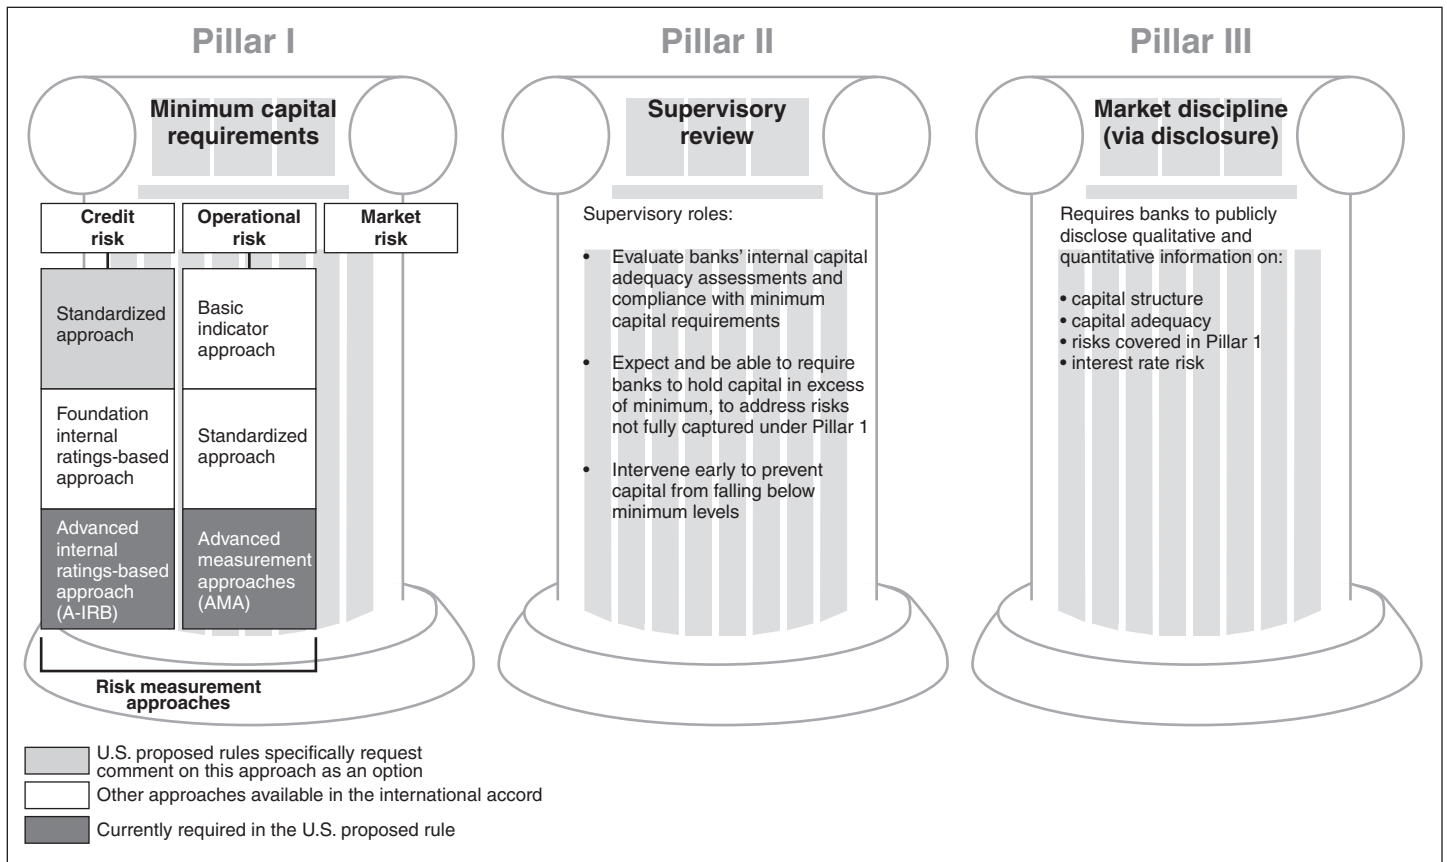 Pillar I
Minimum capital
requirements
Credit
risk
Operational
risk
Market
risk
Standardized
approach
Foundation
internal
ratings-based
approach
Advanced
internal
ratings-based
approach
(A-IRB)
Basic
indicator
approach
Standardized
approach
Advanced
measurement
approaches
(AMA)
Risk measurement
approaches
Pillar II
Supervisory
review
Supervisory roles:
• Evaluate banks' internal capital
adequacy assessments and
compliance with minimum
capital requirements
• Expect and be able to require
banks to hold capital in excess
of minimum, to address risks
not fully captured under Pillar 1
• Intervene early to prevent
capital from falling below
minimum levels
Pillar III
Market discipline
(via disclosure)
Requires banks to publicly
disclose qualitative and
quantitative information on:
• capital structure
• capital adequacy
• risks covered in Pillar 1
• interest rate risk
U.S. proposed rules specifically request
comment on this approach as an option
Other approaches available in the international accord
Currently required in the U.S. proposed rule